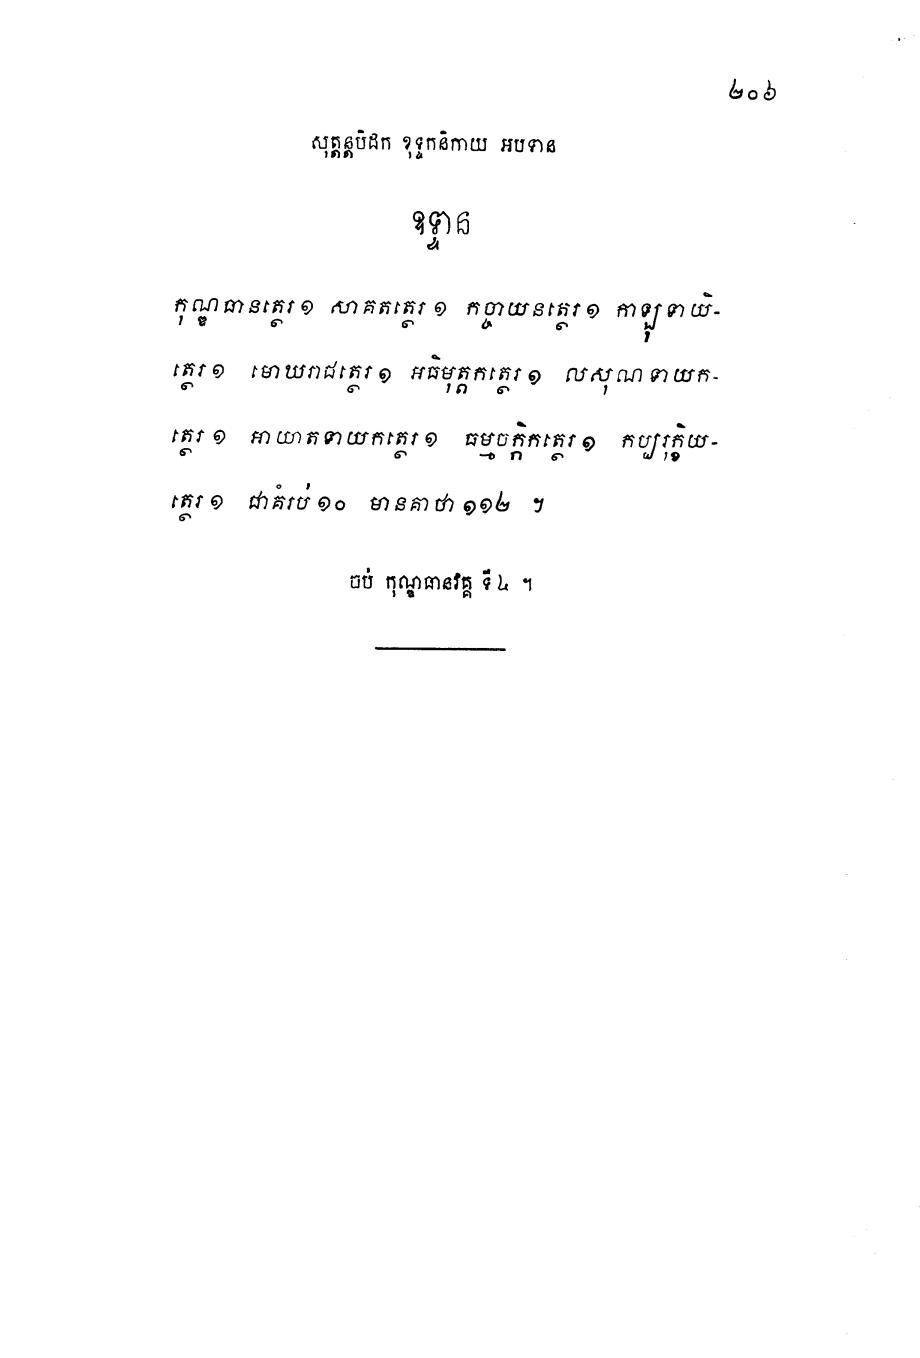 ២០៦
សុត្តន្តបិដក ខុទ្ទកនិកាយ អបទាន
ឧទ្ទាន
កុណ្ឌធានត្ថេរ ១ សាគតត្ថេរ ១ កច្ចាយនត្ថេរ ១ កាឡុទាយិ-
ត្ថេរ ១ មោឃរាជត្ថេរ ១ អធិមុត្តកត្ថេរ ១ លសុណទាយក-
ត្ថេរ ១ អាយាតទាយកត្ថេរ ១ ធម្មចក្តិកត្ថេរ ១ កប្បរុក្ខិយ-
ត្ថេរ ១ ជាគំរប់ ១០ មានគាថា ១១២ ។
ចប់ កុណ្ឌធានវគ្គ ទី ៤ ។